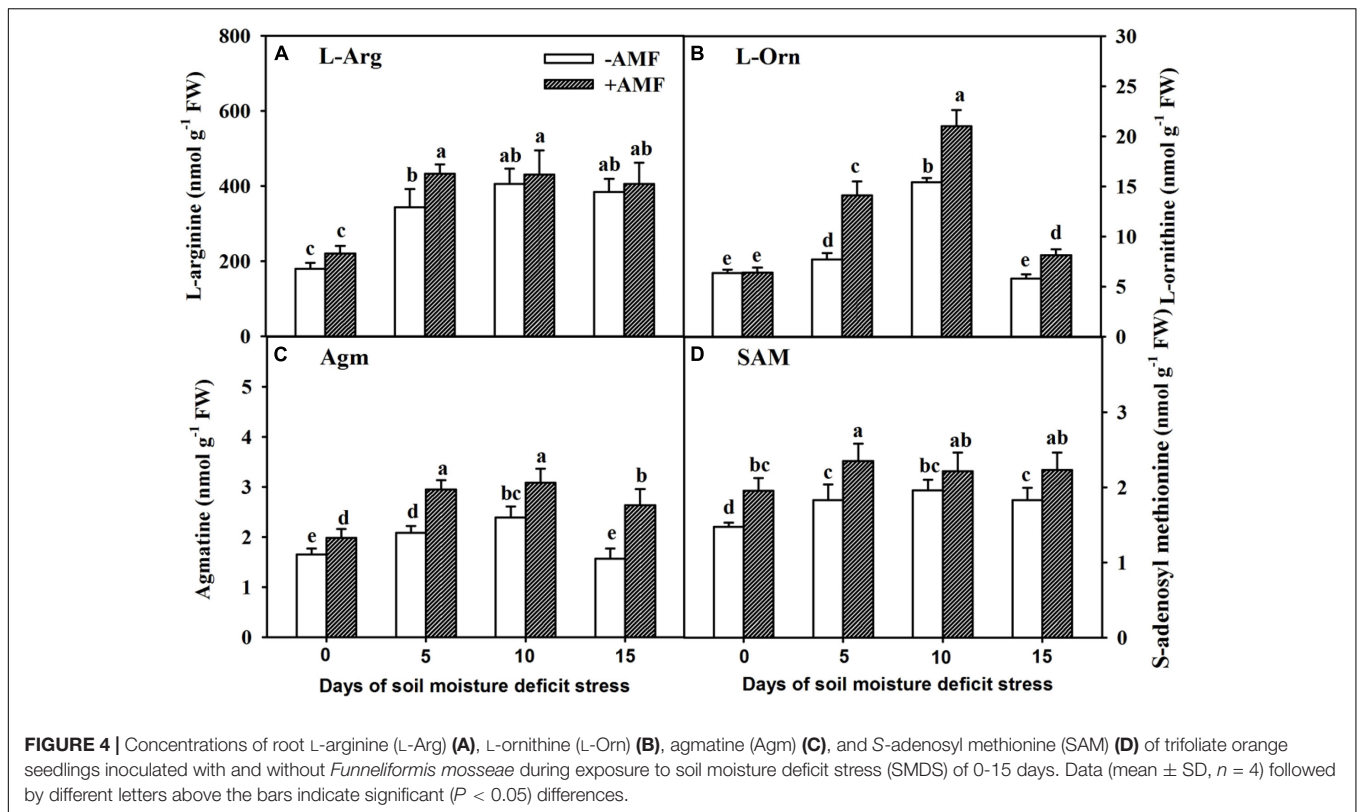 A L-Arg
-AMF
+AMF
L-arginine (nmol g-1 FW)
800
600
400
200
0
c c b a ab a ab ab
B L-Orn
L-ornithine (nmol g-1 FW)
30
25
20
15
10
5
0
e e d c b a e d
C Agm
Agmatine (nmol g-1 FW)
5
4
3
2
1
0
e d d a bc a e b
0 5 10 15
Days of soil moisture deficit stress
D SAM
S-adenosyl methionine (nmol g-1 FW)
3
2
1
0
d bc c a bc ab c ab
0 5 10 15
Days of soil moisture deficit stress
FIGURE 4 | Concentrations of root L-arginine (L-Arg) (A), L-ornithine (L-Orn) (B), agmatine (Agm) (C), and S-adenosyl methionine (SAM) (D) of trifoliate orange
seedlings inoculated with and without Funneliformis mosseae during exposure to soil moisture deficit stress (SMDS) of 0-15 days. Data (mean ± SD, n = 4) followed
by different letters above the bars indicate significant (P < 0.05) differences.